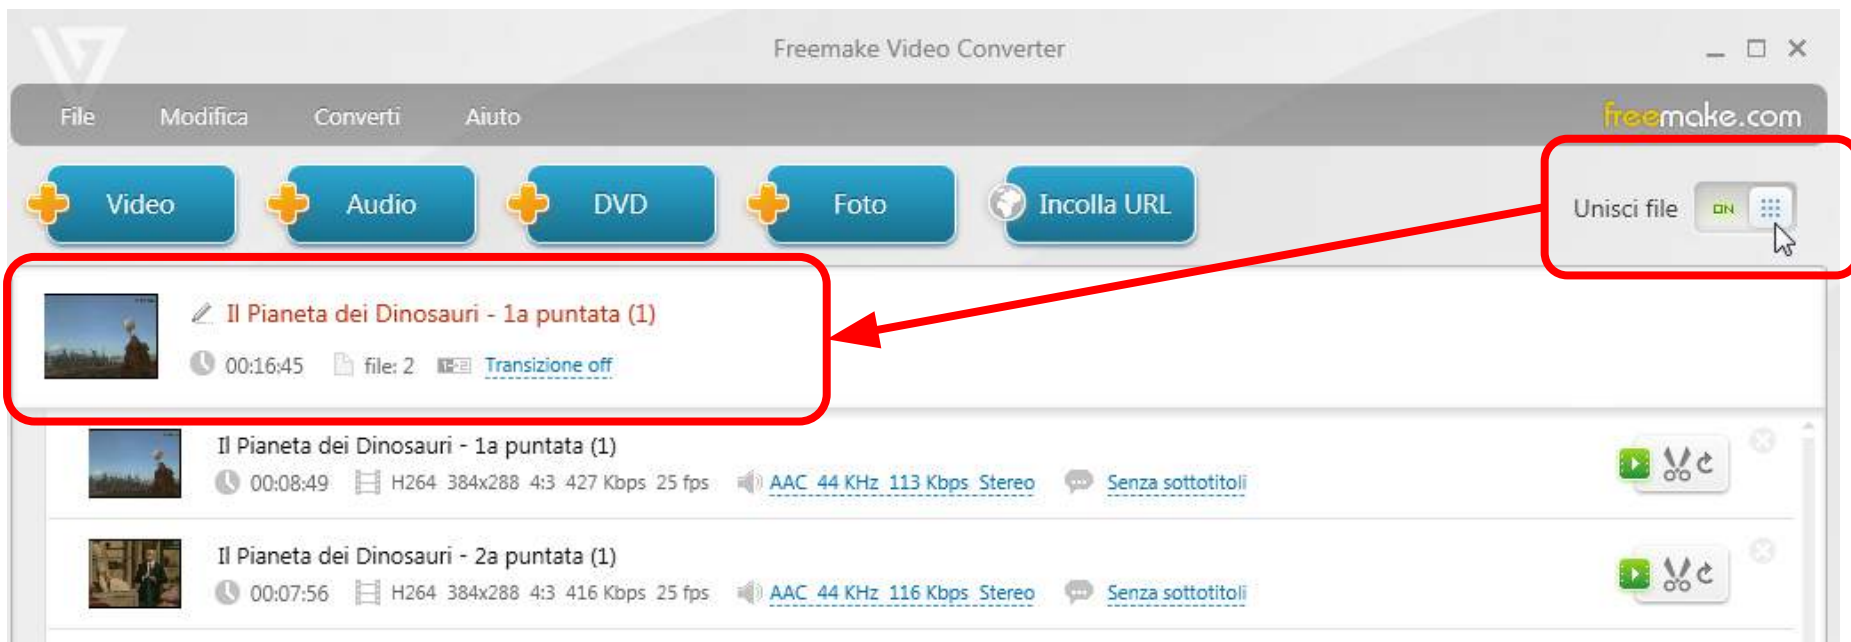 Freemake Video Converter
File Modifica Converti Aiuto freemake.com
Video Audio DVD Foto Incolla URL Unisci file ON
Il Pianeta dei Dinosauri - 1a puntata (1)
00:16:45 file: 2 Transizione off
Il Pianeta dei Dinosauri - 1a puntata (1)
00:08:49 H264 384x288 4:3 427 Kbps 25 fps AAC 44 KHz 113 Kbps Stereo Senza sottotitoli
Il Pianeta dei Dinosauri - 2a puntata (1)
00:07:56 H264 384x288 4:3 416 Kbps 25 fps AAC 44 KHz 116 Kbps Stereo Senza sottotitoli